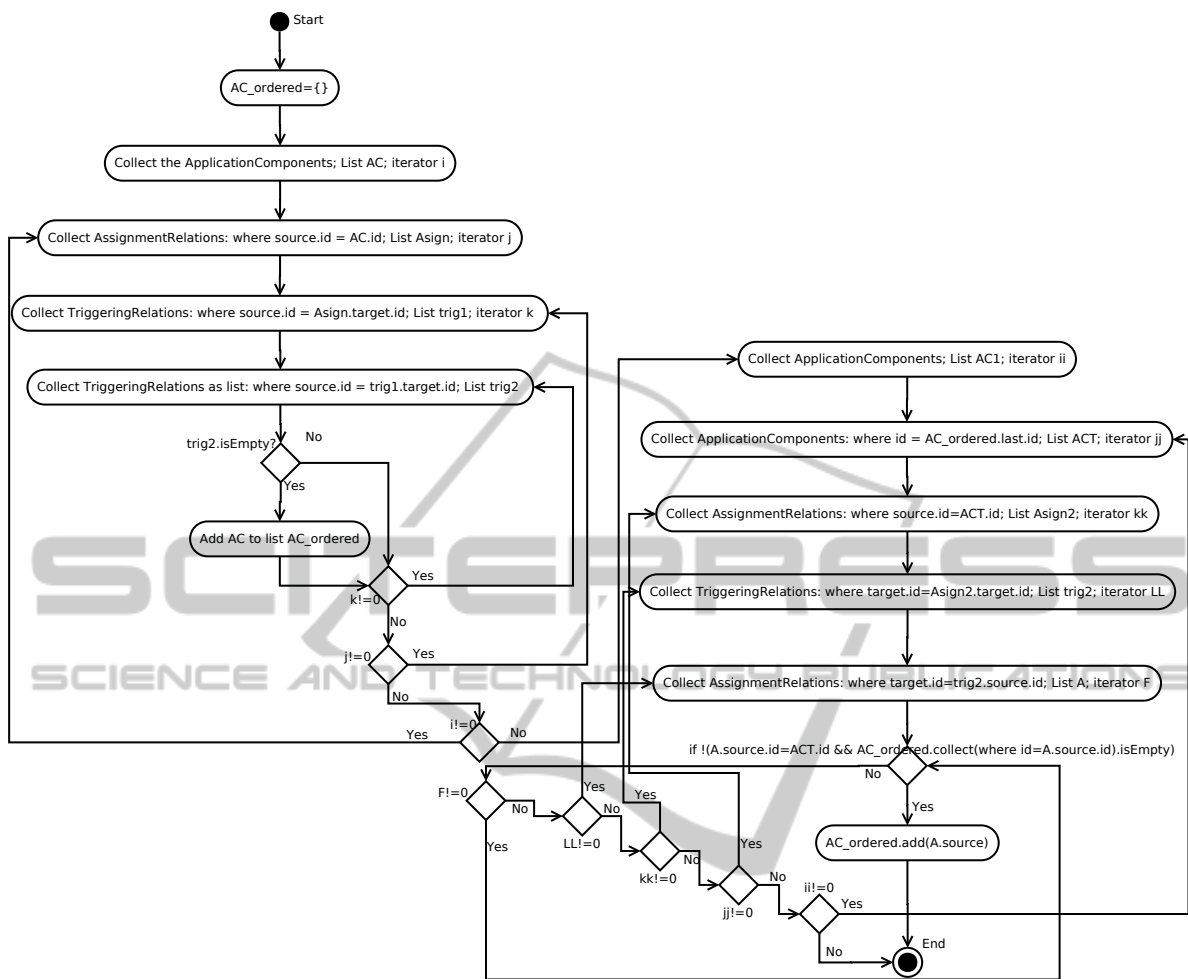 Start
AC_ordered={}
Collect the ApplicationComponents; List AC; iterator i
Collect AssignmentRelations: where source.id = AC.id; List Asign; iterator j
Collect TriggeringRelations: where source.id = Asign.target.id; List trig1; iterator k
Collect TriggeringRelations as list: where source.id = trig1.target.id; List trig2
trig2.isEmpty?
No
Yes
Add AC to list AC_ordered
k!=0
Yes
No
j!=0
Yes
No
i!=0
Yes
No
Collect ApplicationComponents; List AC1; iterator ii
Collect ApplicationComponents: where id = AC_ordered.last.id; List ACT; iterator jj
Collect AssignmentRelations: where source.id=ACT.id; List Asign2; iterator kk
Collect TriggeringRelations: where target.id=Asign2.target.id; List trig2; iterator LL
Collect AssignmentRelations: where target.id=trig2.source.id; List A; iterator F
if !(A.source.id=ACT.id && AC_ordered.collect(where id=A.source.id).isEmpty)
No
Yes
AC_ordered.add(A.source)
F!=0
No
Yes
LL!=0
Yes
No
kk!=0
Yes
No
jj!=0
Yes
No
ii!=0
Yes
No
End
SCITEPRESS
SCIENCE AND TECHNOLOGY PUBLICATIONS